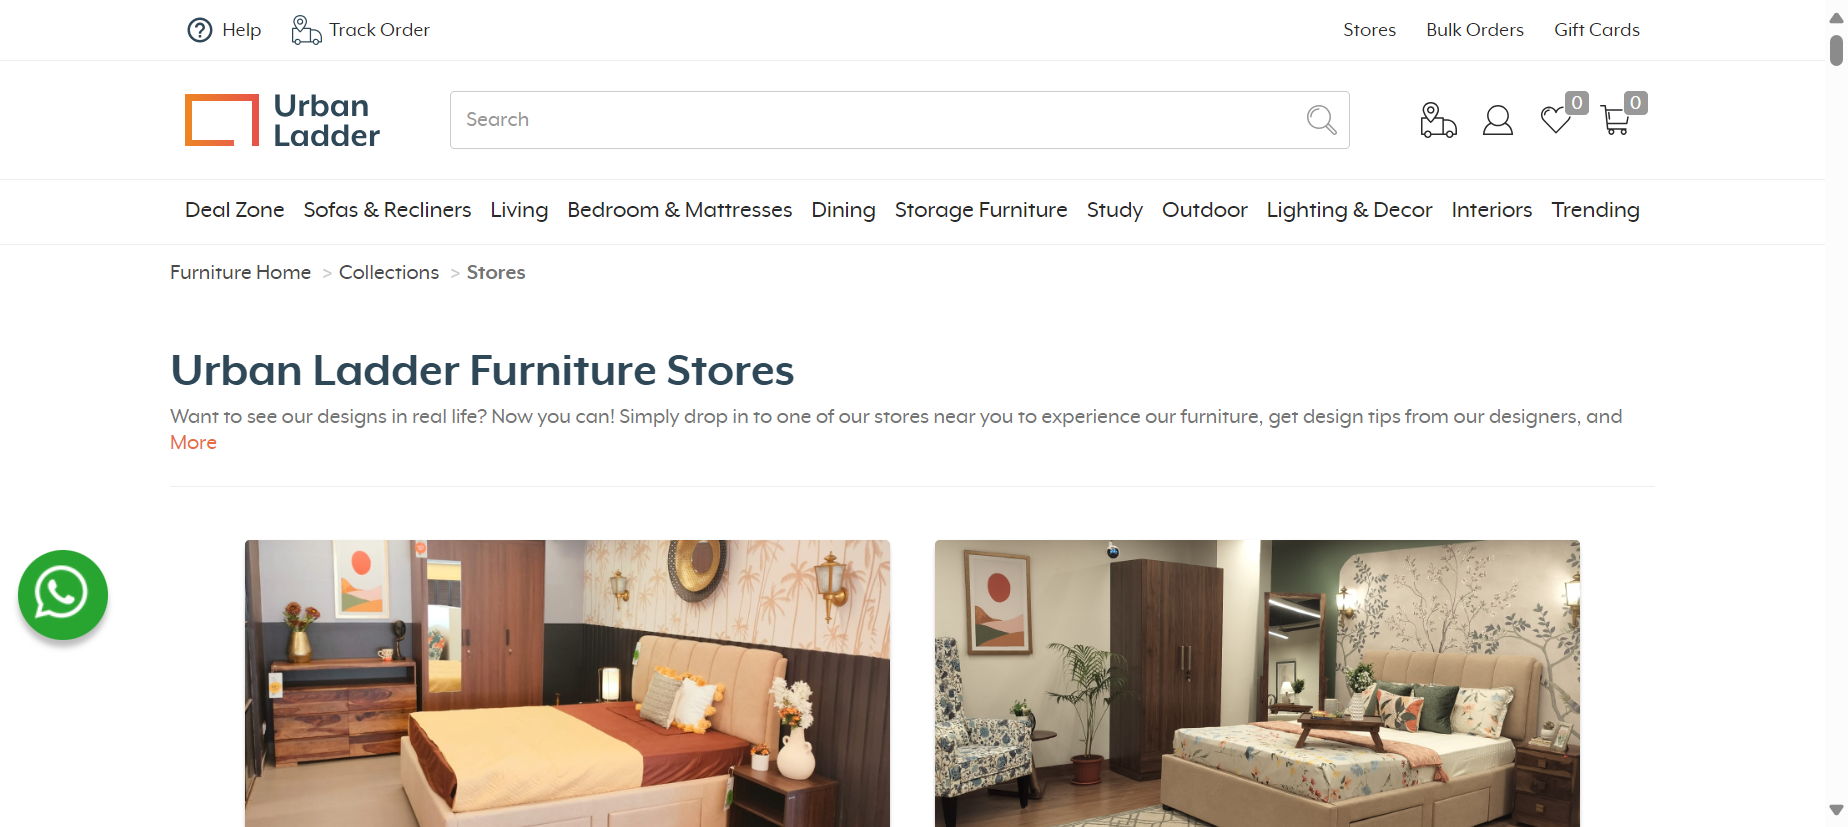 Help Track Order Stores Bulk Orders Gift Cards
Urban
Ladder
Search
0 0
Deal Zone Sofas & Recliners Living Bedroom & Mattresses Dining Storage Furniture Study Outdoor Lighting & Decor Interiors Trending
Furniture Home > Collections > Stores
Urban Ladder Furniture Stores
Want to see our designs in real life? Now you can! Simply drop in to one of our stores near you to experience our furniture, get design tips from our designers, and
More